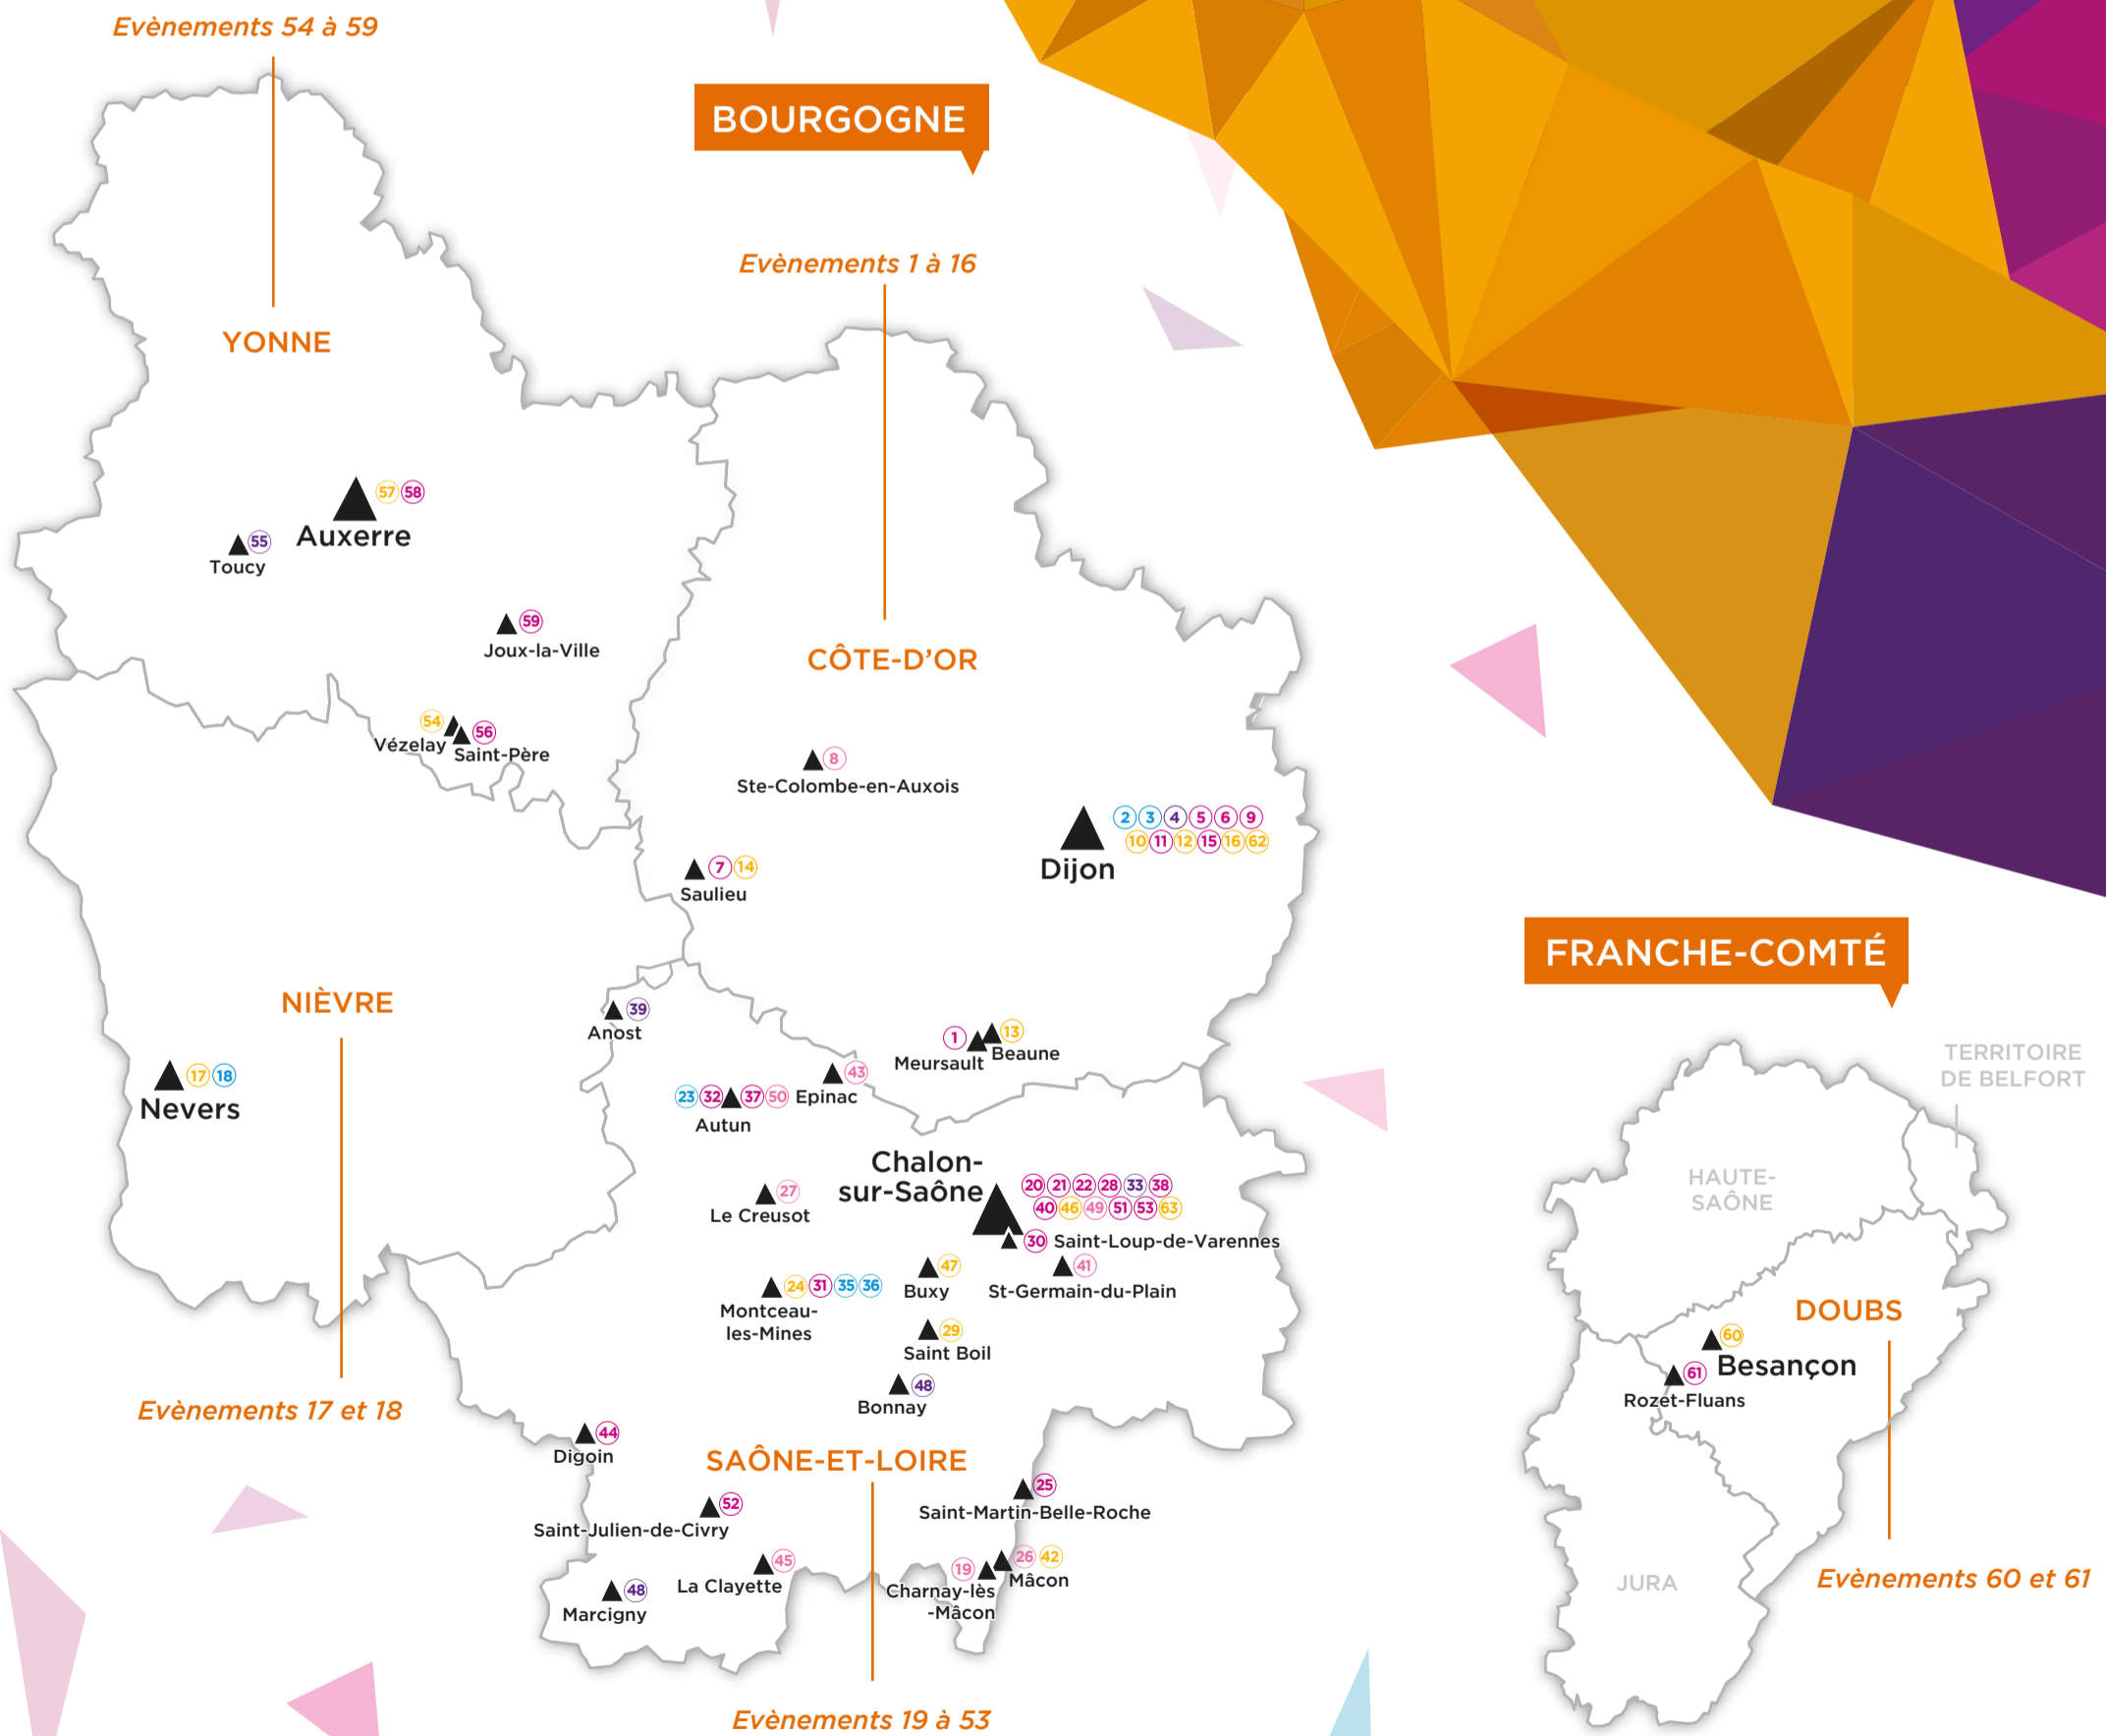 Evènements 54 à 59
BOURGOGNE
Evènements 1 à 16
YONNE
57 58
Auxerre
55
Toucy
59
Joux-la-Ville
CÔTE-D'OR
54
56
Vézelay
Saint-Père
8
Ste-Colombe-en-Auxois
2 3 4 5 6 9
10 11 12 15 16 62
Dijon
7 14
Saulieu
FRANCHE-COMTÉ
NIÈVRE
39
Anost
1
13
Meursault
Beaune
17 18
Nevers
43
Epinac
23 32 37 50
Autun
Chalon-
sur-Saône
20 21 22 28 33 38
40 46 49 51 53 63
27
Le Creusot
30
Saint-Loup-de-Varennes
47
Buxy
41
St-Germain-du-Plain
24 31 35 36
Montceau-
les-Mines
29
Saint Boil
48
Bonnay
Evènements 17 et 18
44
Digoin
SAÔNE-ET-LOIRE
25
Saint-Martin-Belle-Roche
52
Saint-Julien-de-Civry
45
La Clayette
19
Charnay-lès
-Mâcon
26 42
Mâcon
48
Marcigny
Evènements 19 à 53
TERRITOIRE
DE BELFORT
HAUTE-
SAÔNE
DOUBS
60
Besançon
61
Rozet-Fluans
JURA
Evènements 60 et 61